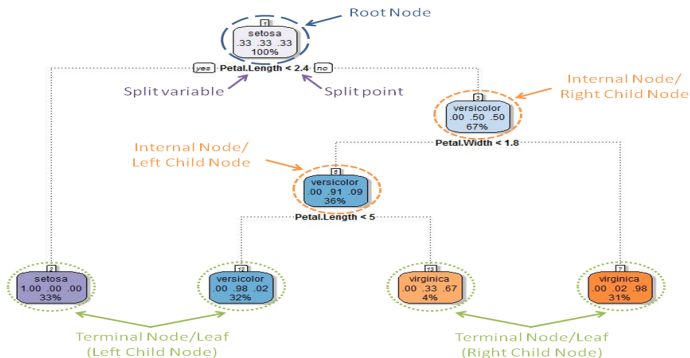 Root Node
1
setosa
.33 .33 .33
100%
yes Petal.Length < 2.4 no
Split variable
Split point
Internal Node/
Right Child Node
3
versicolor
.00 .50 .50
67%
Petal.Width < 1.8
Internal Node/
Left Child Node
6
versicolor
.00 .91 .09
36%
Petal.Length < 5
2
setosa
1.00 .00 .00
33%
12
versicolor
.00 .98 .02
32%
13
virginica
.00 .33 .67
4%
7
virginica
.00 .02 .98
31%
Terminal Node/Leaf
(Left Child Node)
Terminal Node/Leaf
(Right Child Node)